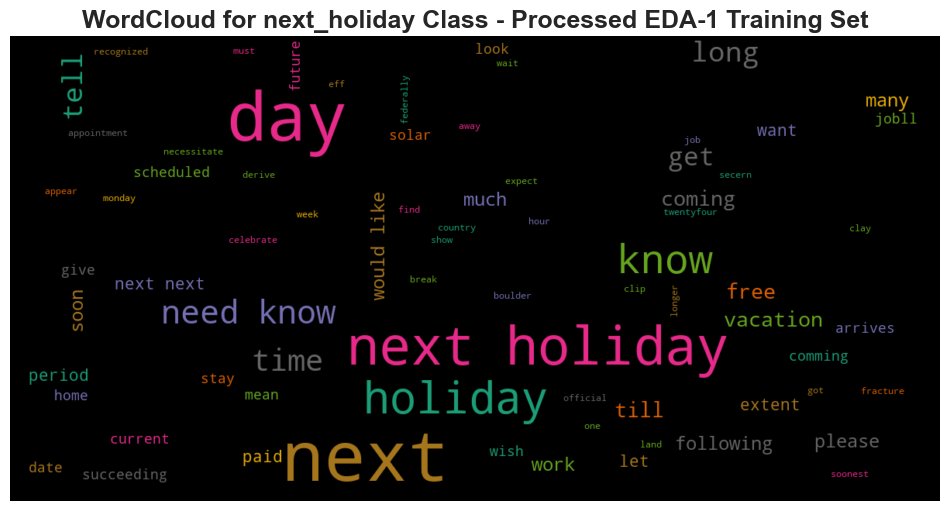 WordCloud for next_holiday Class - Processed EDA-1 Training Set
recognized must future look long
tell eff wait
day federally many
appointment solar away want jobll
necessitate job get
scheduled derive expect secern
appear monday would like much find coming
week hour twentyfour
celebrate country show know clay
give next next break clip longer free
soon need know boulder vacation arrives
time next holiday comming
period stay
home mean holiday official till extent got fracture
current one land following please
date succeeding paid next wish work let soonest